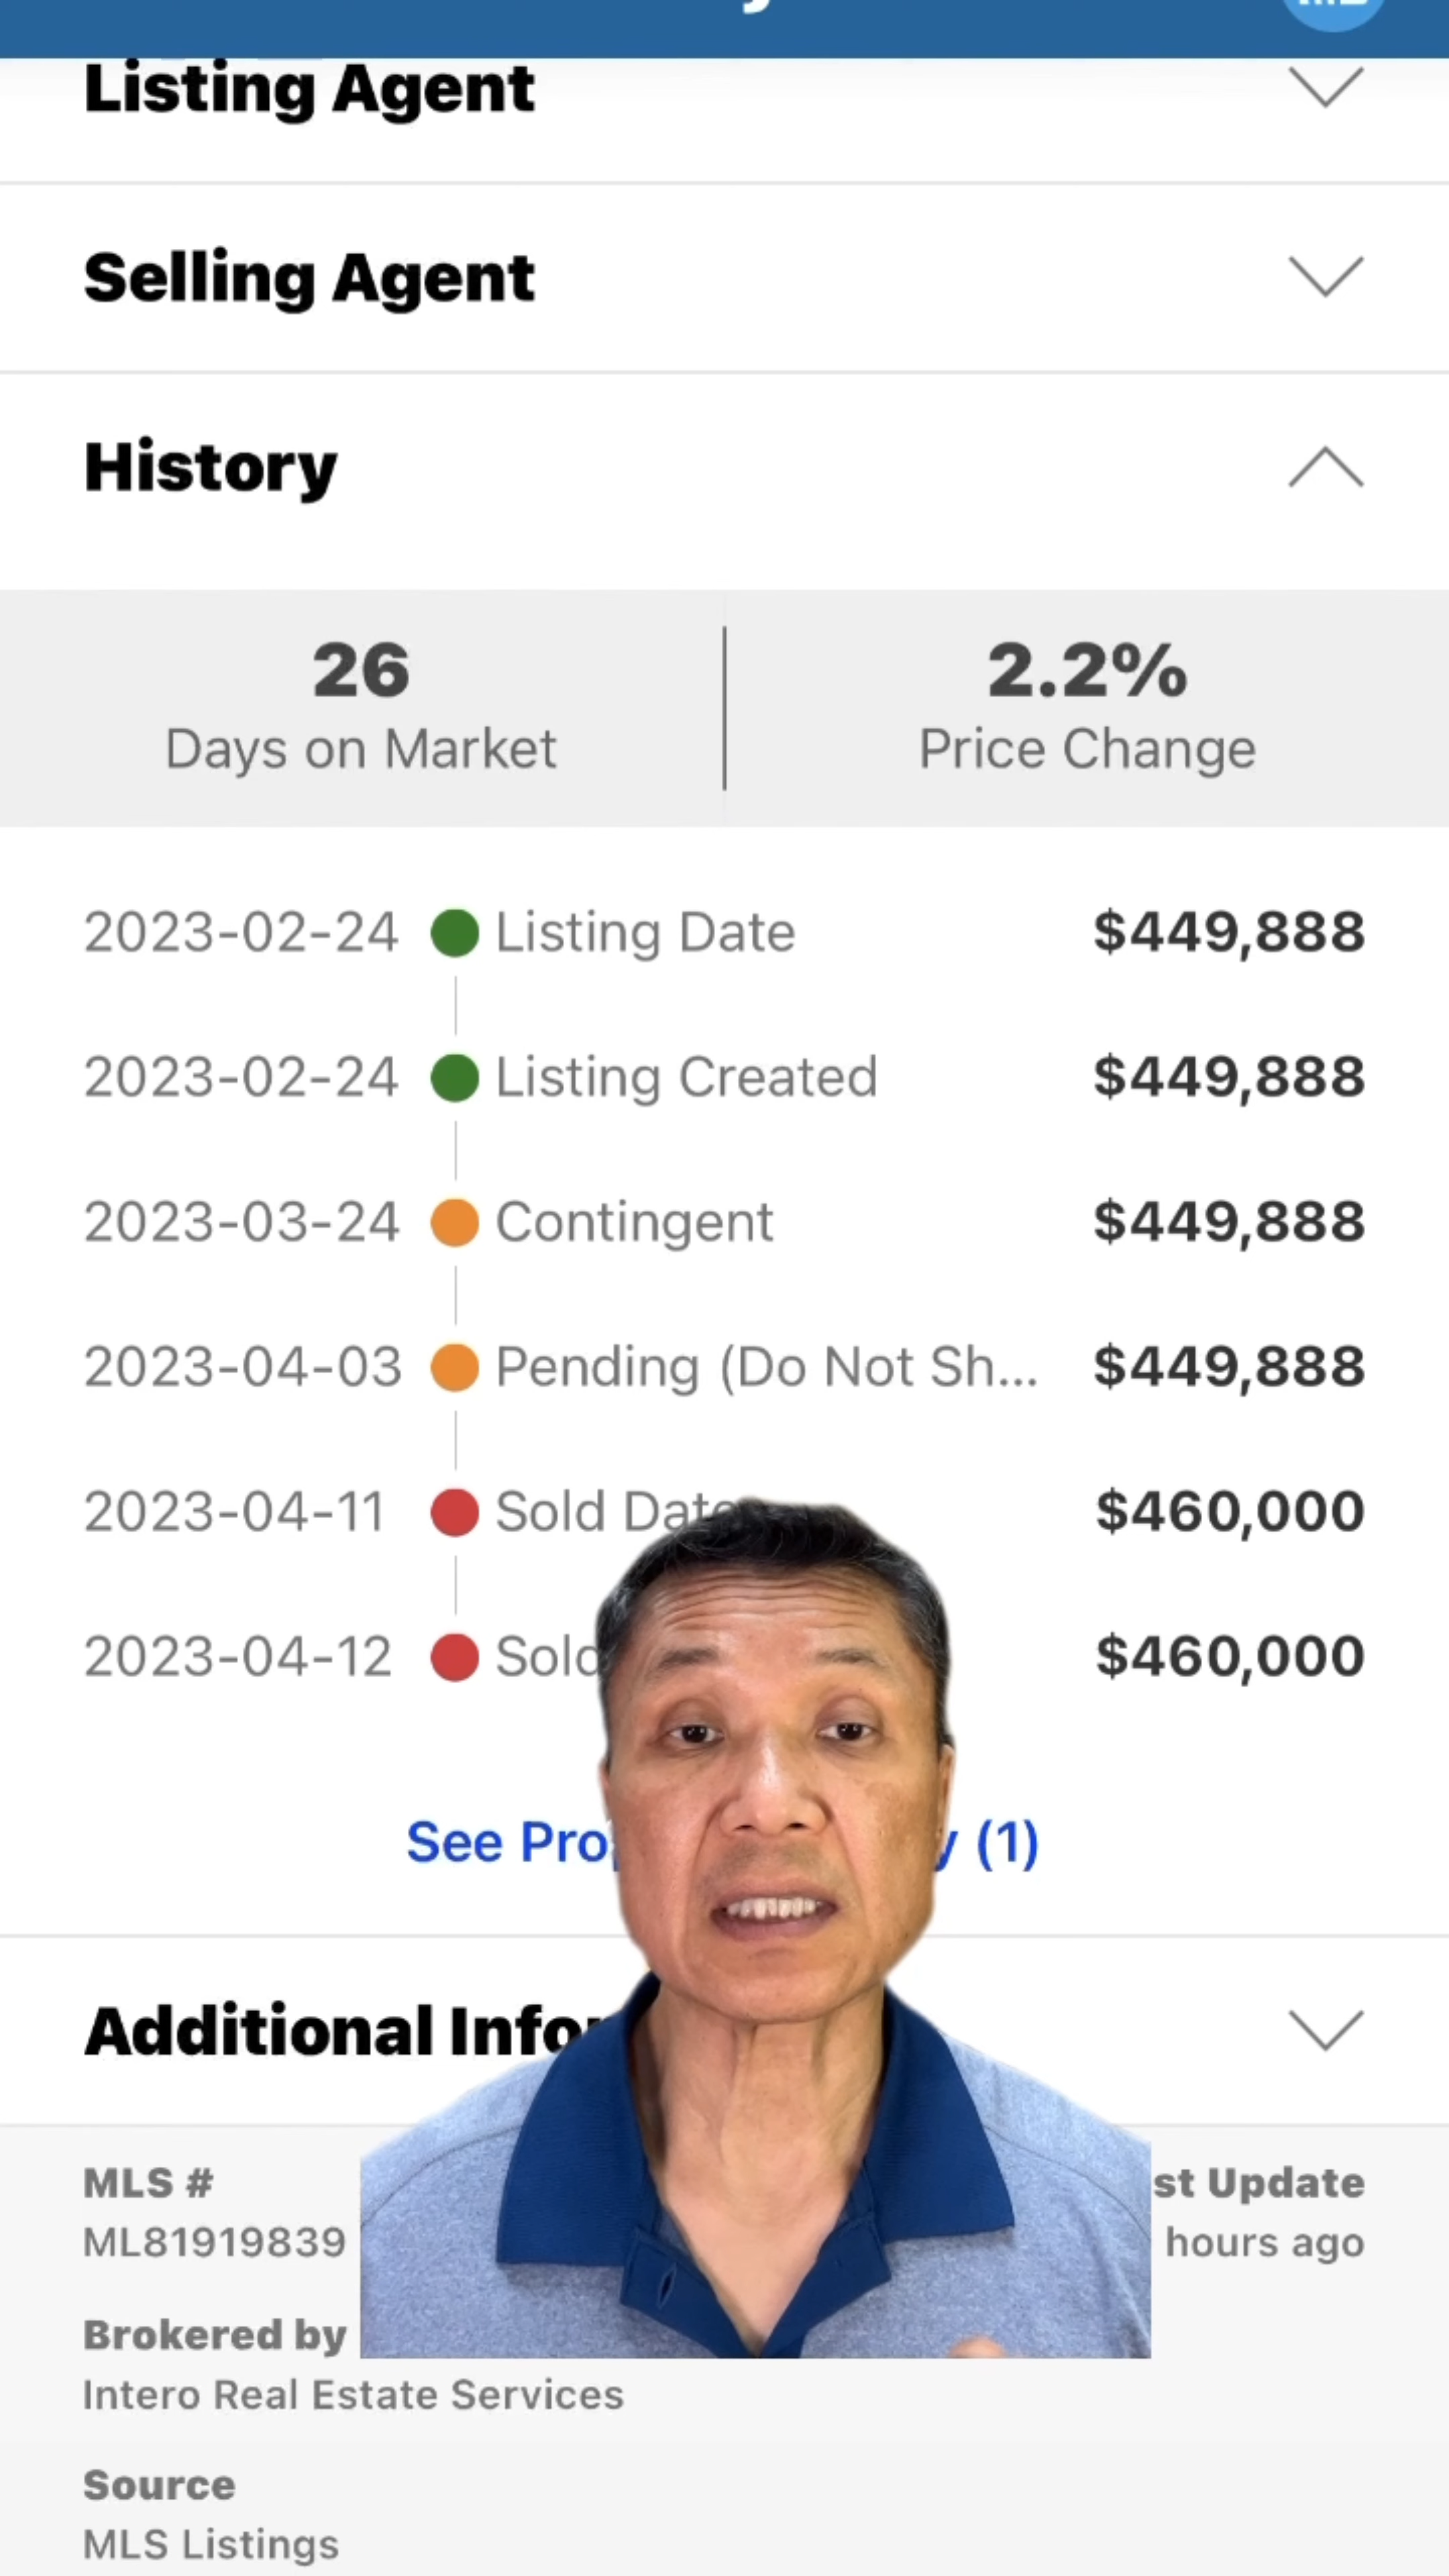 Listing Agent
Selling Agent
History
26
Days on Market
2.2%
Price Change
2023-02-24 Listing Date $449,888
2023-02-24 Listing Created $449,888
2023-03-24 Contingent $449,888
2023-04-03 Pending (Do Not Sh... $449,888
2023-04-11 Sold Date $460,000
2023-04-12 Sold $460,000
See (1)
Additional
MLS #
ML81919839
Update
hours ago
Brokered by
Intero Real Estate Services
Source
MLS Listings